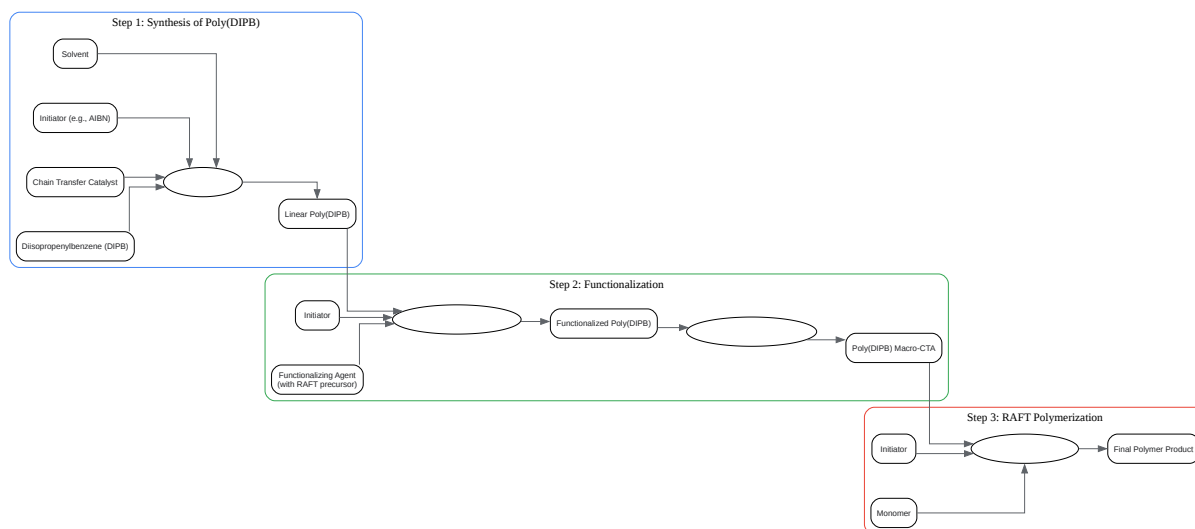 Step 1: Synthesis of Poly(DIPB)
Solvent
Initiator (e.g., AIBN)
Chain Transfer Catalyst
Diisopropenylbenzene (DIPB)
Linear Poly(DIPB)
Step 2: Functionalization
Initiator
Functionalizing Agent
(with RAFT precursor)
Functionalized Poly(DIPB)
Poly(DIPB) Macro-CTA
Step 3: RAFT Polymerization
Initiator
Monomer
Final Polymer Product